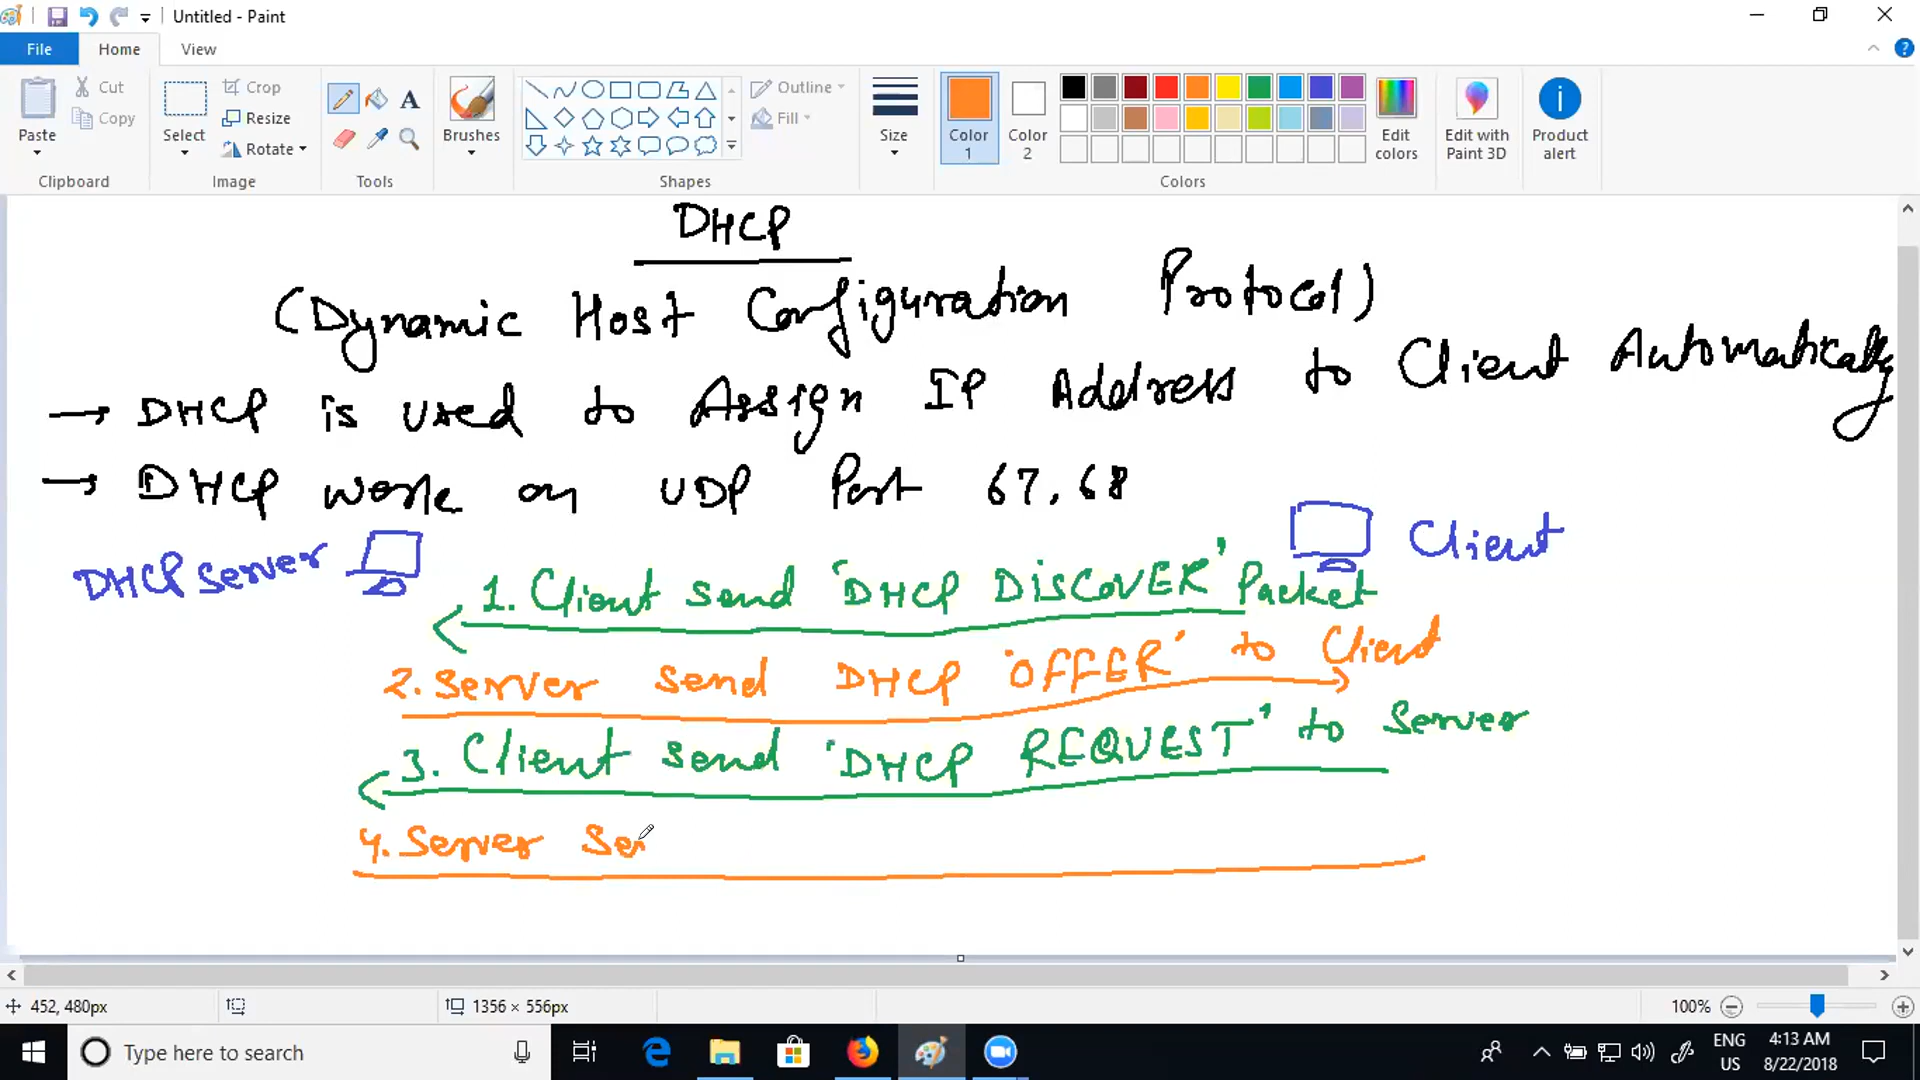 Untitled - Paint
File Home View
Paste Cut Copy Clipboard
Select Crop Resize Rotate Image
Tools
Brushes
Shapes Outline Fill
Size
Color 1 Color 2 Edit colors Colors
Edit with Paint 3D
Product alert
DHCP
(Dynamic Host Configuration Protocol)
→ DHCP is used to Assign IP Address to Client Automatically
→ DHCP work on UDP Port 67,68
DHCP Server Client
1. Client send 'DHCP DISCOVER' Packet
2. Server send DHCP 'OFFER' to Client
3. Client send 'DHCP REQUEST' to Server
4. Server Sen
452, 480px 1356 × 556px 100%
Type here to search ENG US 4:13 AM 8/22/2018